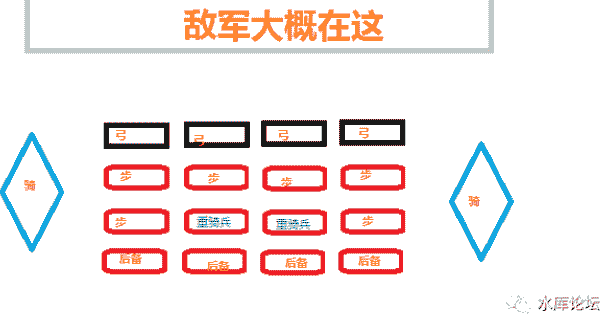 敌军大概在这
弓 弓 弓 弓
步 步 步 步
骑 骑
步 重骑兵 重骑兵 步
后备 后备 后备 后备
水库论坛